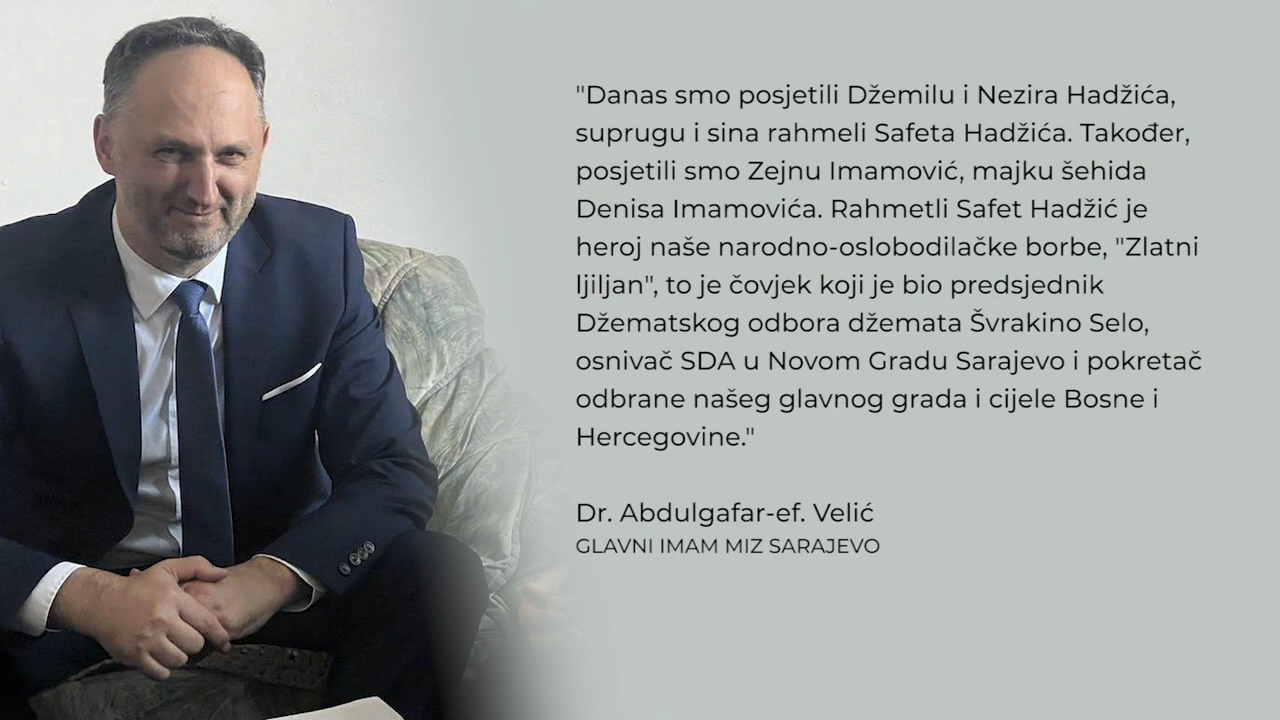 "Danas smo posjetili Džemilu i Nezira Hadžića,
suprugu i sina rahmeli Safeta Hadžića. Također,
posjetili smo Zejnu Imamović, majku šehida
Denisa Imamovića. Rahmetli Safet Hadžić je
heroj naše narodno-oslobodilačke borbe, "Zlatni
ljiljan", to je čovjek koji je bio predsjednik
Džematskog odbora džemata Švrakino Selo,
osnivač SDA u Novom Gradu Sarajevo i pokretač
odbrane našeg glavnog grada i cijele Bosne i
Hercegovine."
Dr. Abdulgafar-ef. Velić
GLAVNI IMAM MIZ SARAJEVO